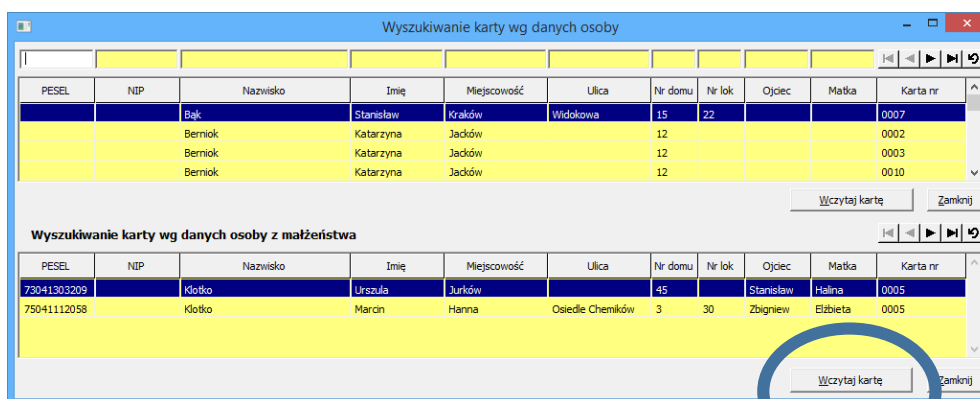 Wyszukiwanie karty wg danych osoby
PESEL NIP Nazwisko Imię Miejscowość Ulica Nr domu Nr lok Ojciec Matka Karta nr
Bąk Stanisław Kraków Widokowa 15 22 0007
Berniok Katarzyna Jacków 12 0002
Berniok Katarzyna Jacków 12 0003
Berniok Katarzyna Jacków 12 0010
Wczytaj kartę Zamknij
Wyszukiwanie karty wg danych osoby z małżeństwa
PESEL NIP Nazwisko Imię Miejscowość Ulica Nr domu Nr lok Ojciec Matka Karta nr
73041303209 Klotko Urszula Jurków 45 Stanisław Halina 0005
75041112058 Klotko Marcin Hanna Osiedle Chemików 3 30 Zbigniew Elżbieta 0005
Wczytaj kartę Zamknij